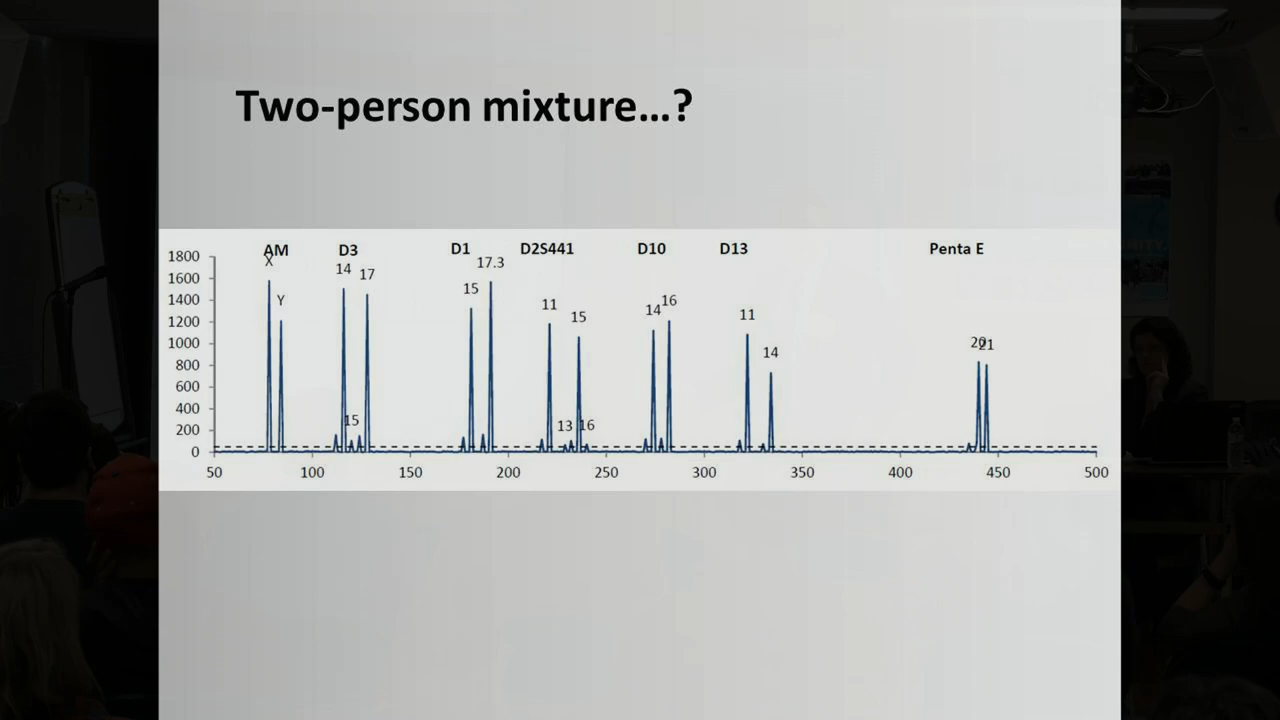 Two-person mixture...?
AM D3 D1 D2S441 D10 D13 Penta E
1800 X 14 17 15 17.3
1600 Y 11 15 14 16
1400 11
1200 14
1000 20 21
800
600
400 15 13 16
200
0
50 100 150 200 250 300 350 400 450 500